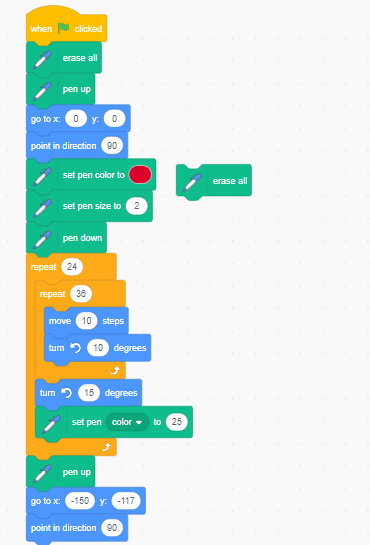 when clicked
erase all
pen up
go to x: 0 y: 0
point in direction 90
set pen color to
erase all
set pen size to 2
pen down
repeat 24
repeat 36
move 10 steps
turn 10 degrees
turn 15 degrees
set pen color to 25
pen up
go to x: -150 y: -117
point in direction 90